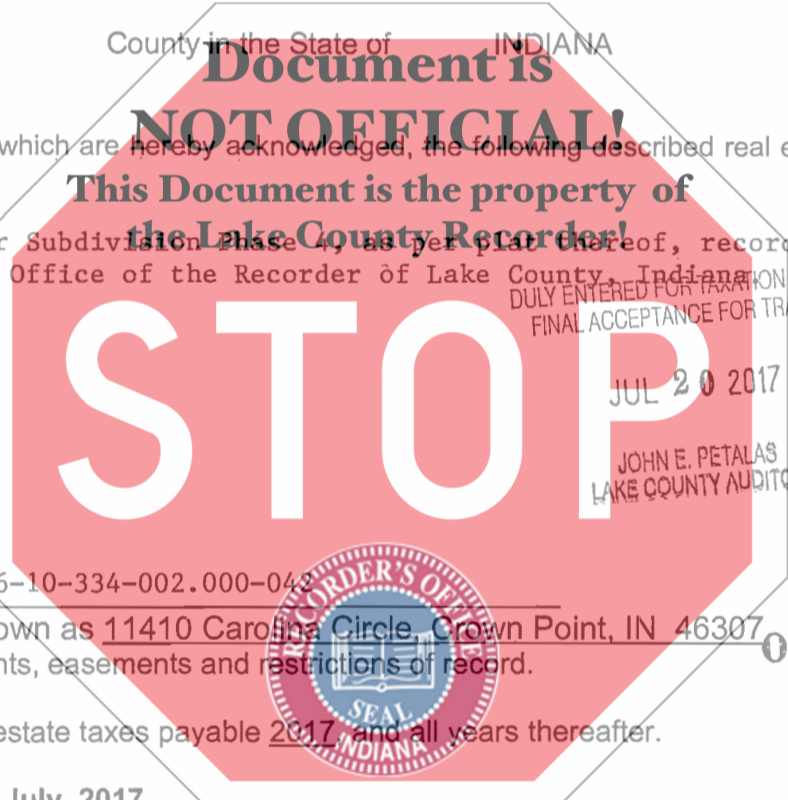 County in the State of INDIANA
Document is
NOT OFFICIAL!
which are hereby acknowledged, the following described real e
This Document is the property of
the Lake County Recorder!
r Subdivision Phase 4, as per plat thereof, recor
Office of the Recorder of Lake County, Indiana.
DULY ENTERED FOR TAXATION
FINAL ACCEPTANCE FOR TRA
STOP
JUL 20 2017
JOHN E. PETALAS
LAKE COUNTY AUDITO
6-10-334-002.000-042
own as 11410 Carolina Circle, Crown Point, IN 46307
nts, easements and restrictions of record.
RECORDER'S OFFICE
SEAL
INDIANA
estate taxes payable 2017, and all years thereafter.
July, 2017